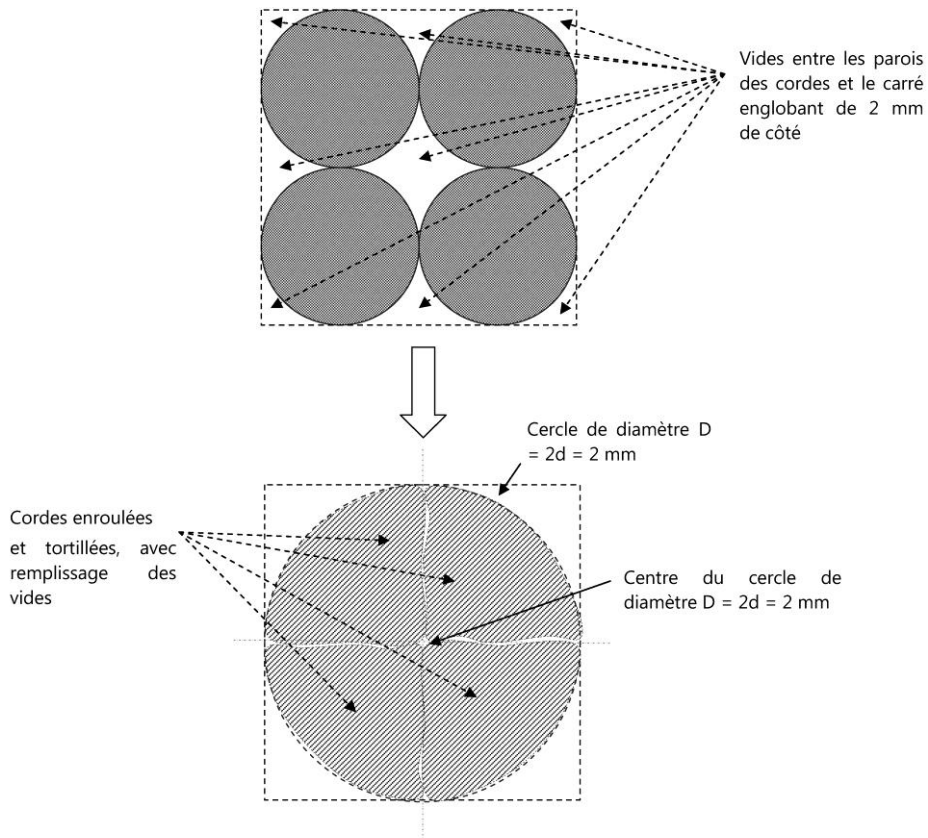 Vides entre les parois
des cordes et le carré
englobant de 2 mm
de côté
Cercle de diamètre D
= 2d = 2 mm
Cordes enroulées
et tortillées, avec
remplissage des
vides
Centre du cercle de
diamètre D = 2d = 2 mm